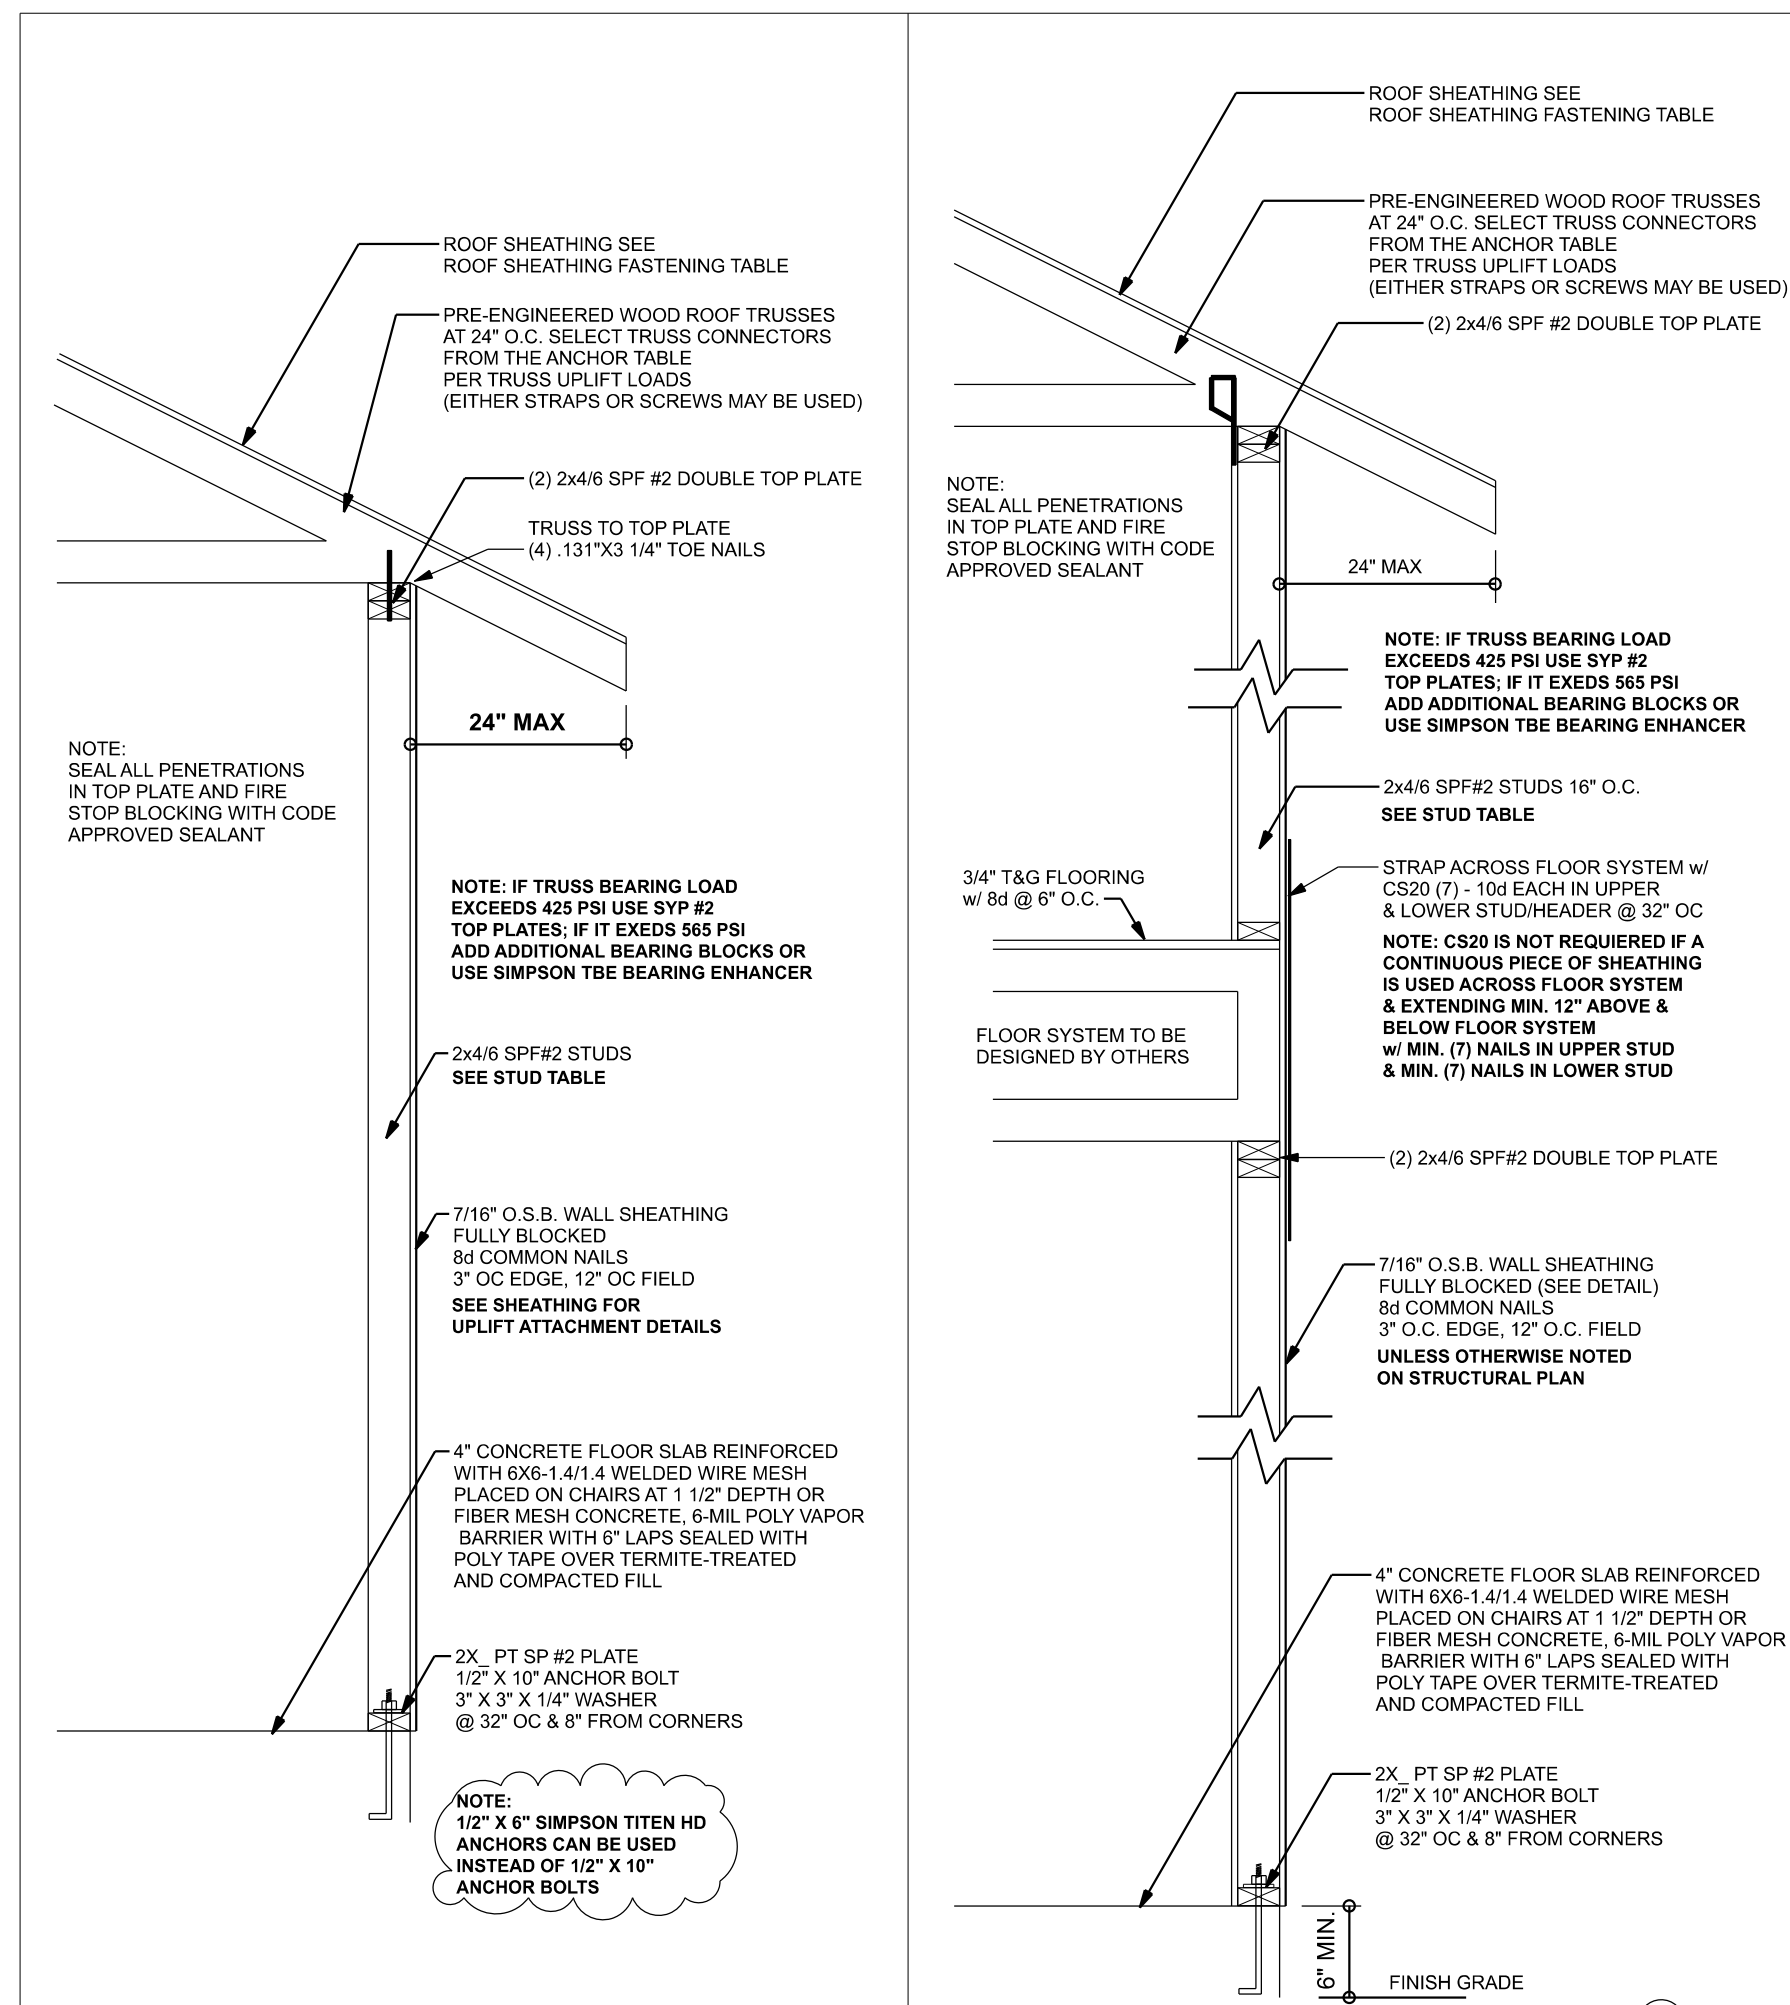 ROOF SHEATHING SEE
ROOF SHEATHING FASTENING TABLE
PRE-ENGINEERED WOOD ROOF TRUSSES
AT 24" O.C. SELECT TRUSS CONNECTORS
FROM THE ANCHOR TABLE
PER TRUSS UPLIFT LOADS
(EITHER STRAPS OR SCREWS MAY BE USED)
(2) 2x4/6 SPF #2 DOUBLE TOP PLATE
TRUSS TO TOP PLATE
(4) .131"X3 1/4" TOE NAILS
24" MAX
NOTE:
SEAL ALL PENETRATIONS
IN TOP PLATE AND FIRE
STOP BLOCKING WITH CODE
APPROVED SEALANT
NOTE: IF TRUSS BEARING LOAD
EXCEEDS 425 PSI USE SYP #2
TOP PLATES; IF IT EXEDS 565 PSI
ADD ADDITIONAL BEARING BLOCKS OR
USE SIMPSON TBE BEARING ENHANCER
2x4/6 SPF#2 STUDS
SEE STUD TABLE
7/16" O.S.B. WALL SHEATHING
FULLY BLOCKED
8d COMMON NAILS
3" OC EDGE, 12" OC FIELD
SEE SHEATHING FOR
UPLIFT ATTACHMENT DETAILS
4" CONCRETE FLOOR SLAB REINFORCED
WITH 6X6-1.4/1.4 WELDED WIRE MESH
PLACED ON CHAIRS AT 1 1/2" DEPTH OR
FIBER MESH CONCRETE, 6-MIL POLY VAPOR
BARRIER WITH 6" LAPS SEALED WITH
POLY TAPE OVER TERMITE-TREATED
AND COMPACTED FILL
2X_ PT SP #2 PLATE
1/2" X 10" ANCHOR BOLT
3" X 3" X 1/4" WASHER
@ 32" OC & 8" FROM CORNERS
NOTE:
1/2" X 6" SIMPSON TITEN HD
ANCHORS CAN BE USED
INSTEAD OF 1/2" X 10"
ANCHOR BOLTS
ROOF SHEATHING SEE
ROOF SHEATHING FASTENING TABLE
PRE-ENGINEERED WOOD ROOF TRUSSES
AT 24" O.C. SELECT TRUSS CONNECTORS
FROM THE ANCHOR TABLE
PER TRUSS UPLIFT LOADS
(EITHER STRAPS OR SCREWS MAY BE USED)
(2) 2x4/6 SPF #2 DOUBLE TOP PLATE
NOTE:
SEAL ALL PENETRATIONS
IN TOP PLATE AND FIRE
STOP BLOCKING WITH CODE
APPROVED SEALANT
24" MAX
NOTE: IF TRUSS BEARING LOAD
EXCEEDS 425 PSI USE SYP #2
TOP PLATES; IF IT EXEDS 565 PSI
ADD ADDITIONAL BEARING BLOCKS OR
USE SIMPSON TBE BEARING ENHANCER
2x4/6 SPF#2 STUDS 16" O.C.
SEE STUD TABLE
3/4" T&G FLOORING
w/ 8d @ 6" O.C.
STRAP ACROSS FLOOR SYSTEM w/
CS20 (7) - 10d EACH IN UPPER
& LOWER STUD/HEADER @ 32" OC
NOTE: CS20 IS NOT REQUIERED IF A
CONTINUOUS PIECE OF SHEATHING
IS USED ACROSS FLOOR SYSTEM
& EXTENDING MIN. 12" ABOVE &
BELOW FLOOR SYSTEM
w/ MIN. (7) NAILS IN UPPER STUD
& MIN. (7) NAILS IN LOWER STUD
FLOOR SYSTEM TO BE
DESIGNED BY OTHERS
(2) 2x4/6 SPF#2 DOUBLE TOP PLATE
7/16" O.S.B. WALL SHEATHING
FULLY BLOCKED (SEE DETAIL)
8d COMMON NAILS
3" O.C. EDGE, 12" O.C. FIELD
UNLESS OTHERWISE NOTED
ON STRUCTURAL PLAN
4" CONCRETE FLOOR SLAB REINFORCED
WITH 6X6-1.4/1.4 WELDED WIRE MESH
PLACED ON CHAIRS AT 1 1/2" DEPTH OR
FIBER MESH CONCRETE, 6-MIL POLY VAPOR
BARRIER WITH 6" LAPS SEALED WITH
POLY TAPE OVER TERMITE-TREATED
AND COMPACTED FILL
2X_ PT SP #2 PLATE
1/2" X 10" ANCHOR BOLT
3" X 3" X 1/4" WASHER
@ 32" OC & 8" FROM CORNERS
6" MIN.
FINISH GRADE